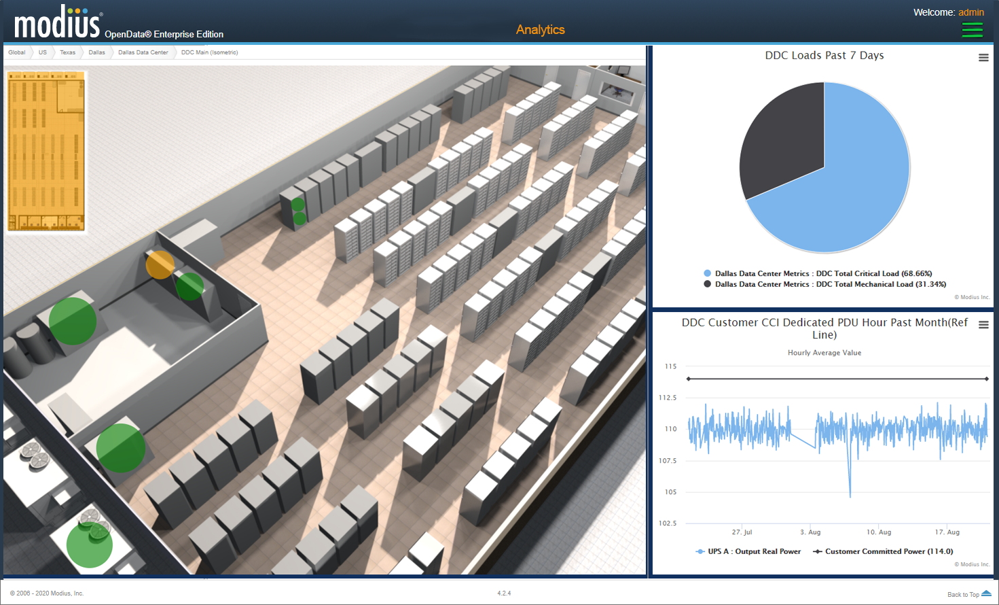 modius®
OpenData® Enterprise Edition
Analytics
Welcome: admin
Global
US
Texas
Dallas
Dallas Data Center
DDC Main (Isometric)
DDC Loads Past 7 Days
Dallas Data Center Metrics : DDC Total Critical Load (68.66%)
Dallas Data Center Metrics : DDC Total Mechanical Load (31.34%)
© Modius Inc.
DDC Customer CCI Dedicated PDU Hour Past Month(Ref
Line)
Hourly Average Value
115
112.5
110
107.5
105
102.5
27. Jul
3. Aug
10. Aug
17. Aug
UPS A : Output Real Power
Customer Committed Power (114.0)
© Modius Inc.
© 2006 - 2020 Modius, Inc.
4.2.4
Back to Top